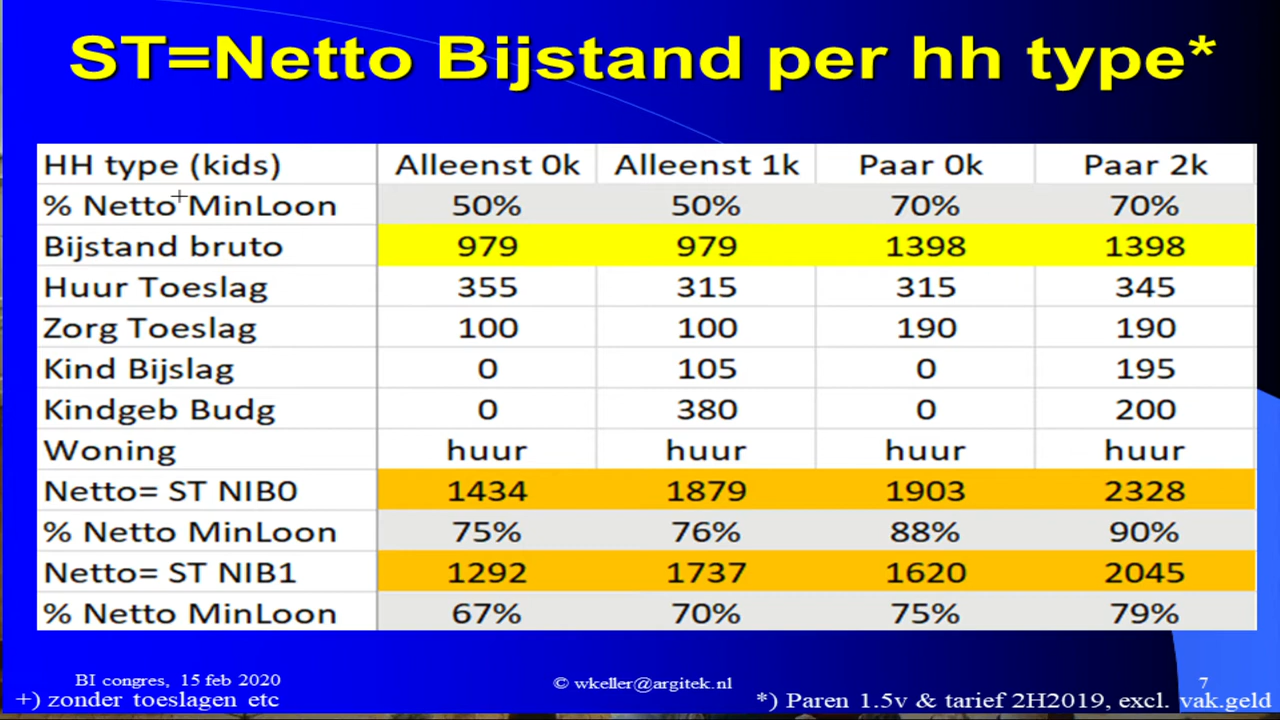 ST=Netto Bijstand per hh type*
HH type (kids) Alleenst 0k Alleenst 1k Paar 0k Paar 2k
% Netto+MinLoon 50% 50% 70% 70%
Bijstand bruto 979 979 1398 1398
Huur Toeslag 355 315 315 345
Zorg Toeslag 100 100 190 190
Kind Bijslag 0 105 0 195
Kindgeb Budg 0 380 0 200
Woning huur huur huur huur
Netto= ST NIB0 1434 1879 1903 2328
% Netto MinLoon 75% 76% 88% 90%
Netto= ST NIB1 1292 1737 1620 2045
% Netto MinLoon 67% 70% 75% 79%
BI congres, 15 feb 2020 © wkeller@argitek.nl 7
+) zonder toeslagen etc *) Paren 1.5v & tarief 2H2019, excl. vak.geld